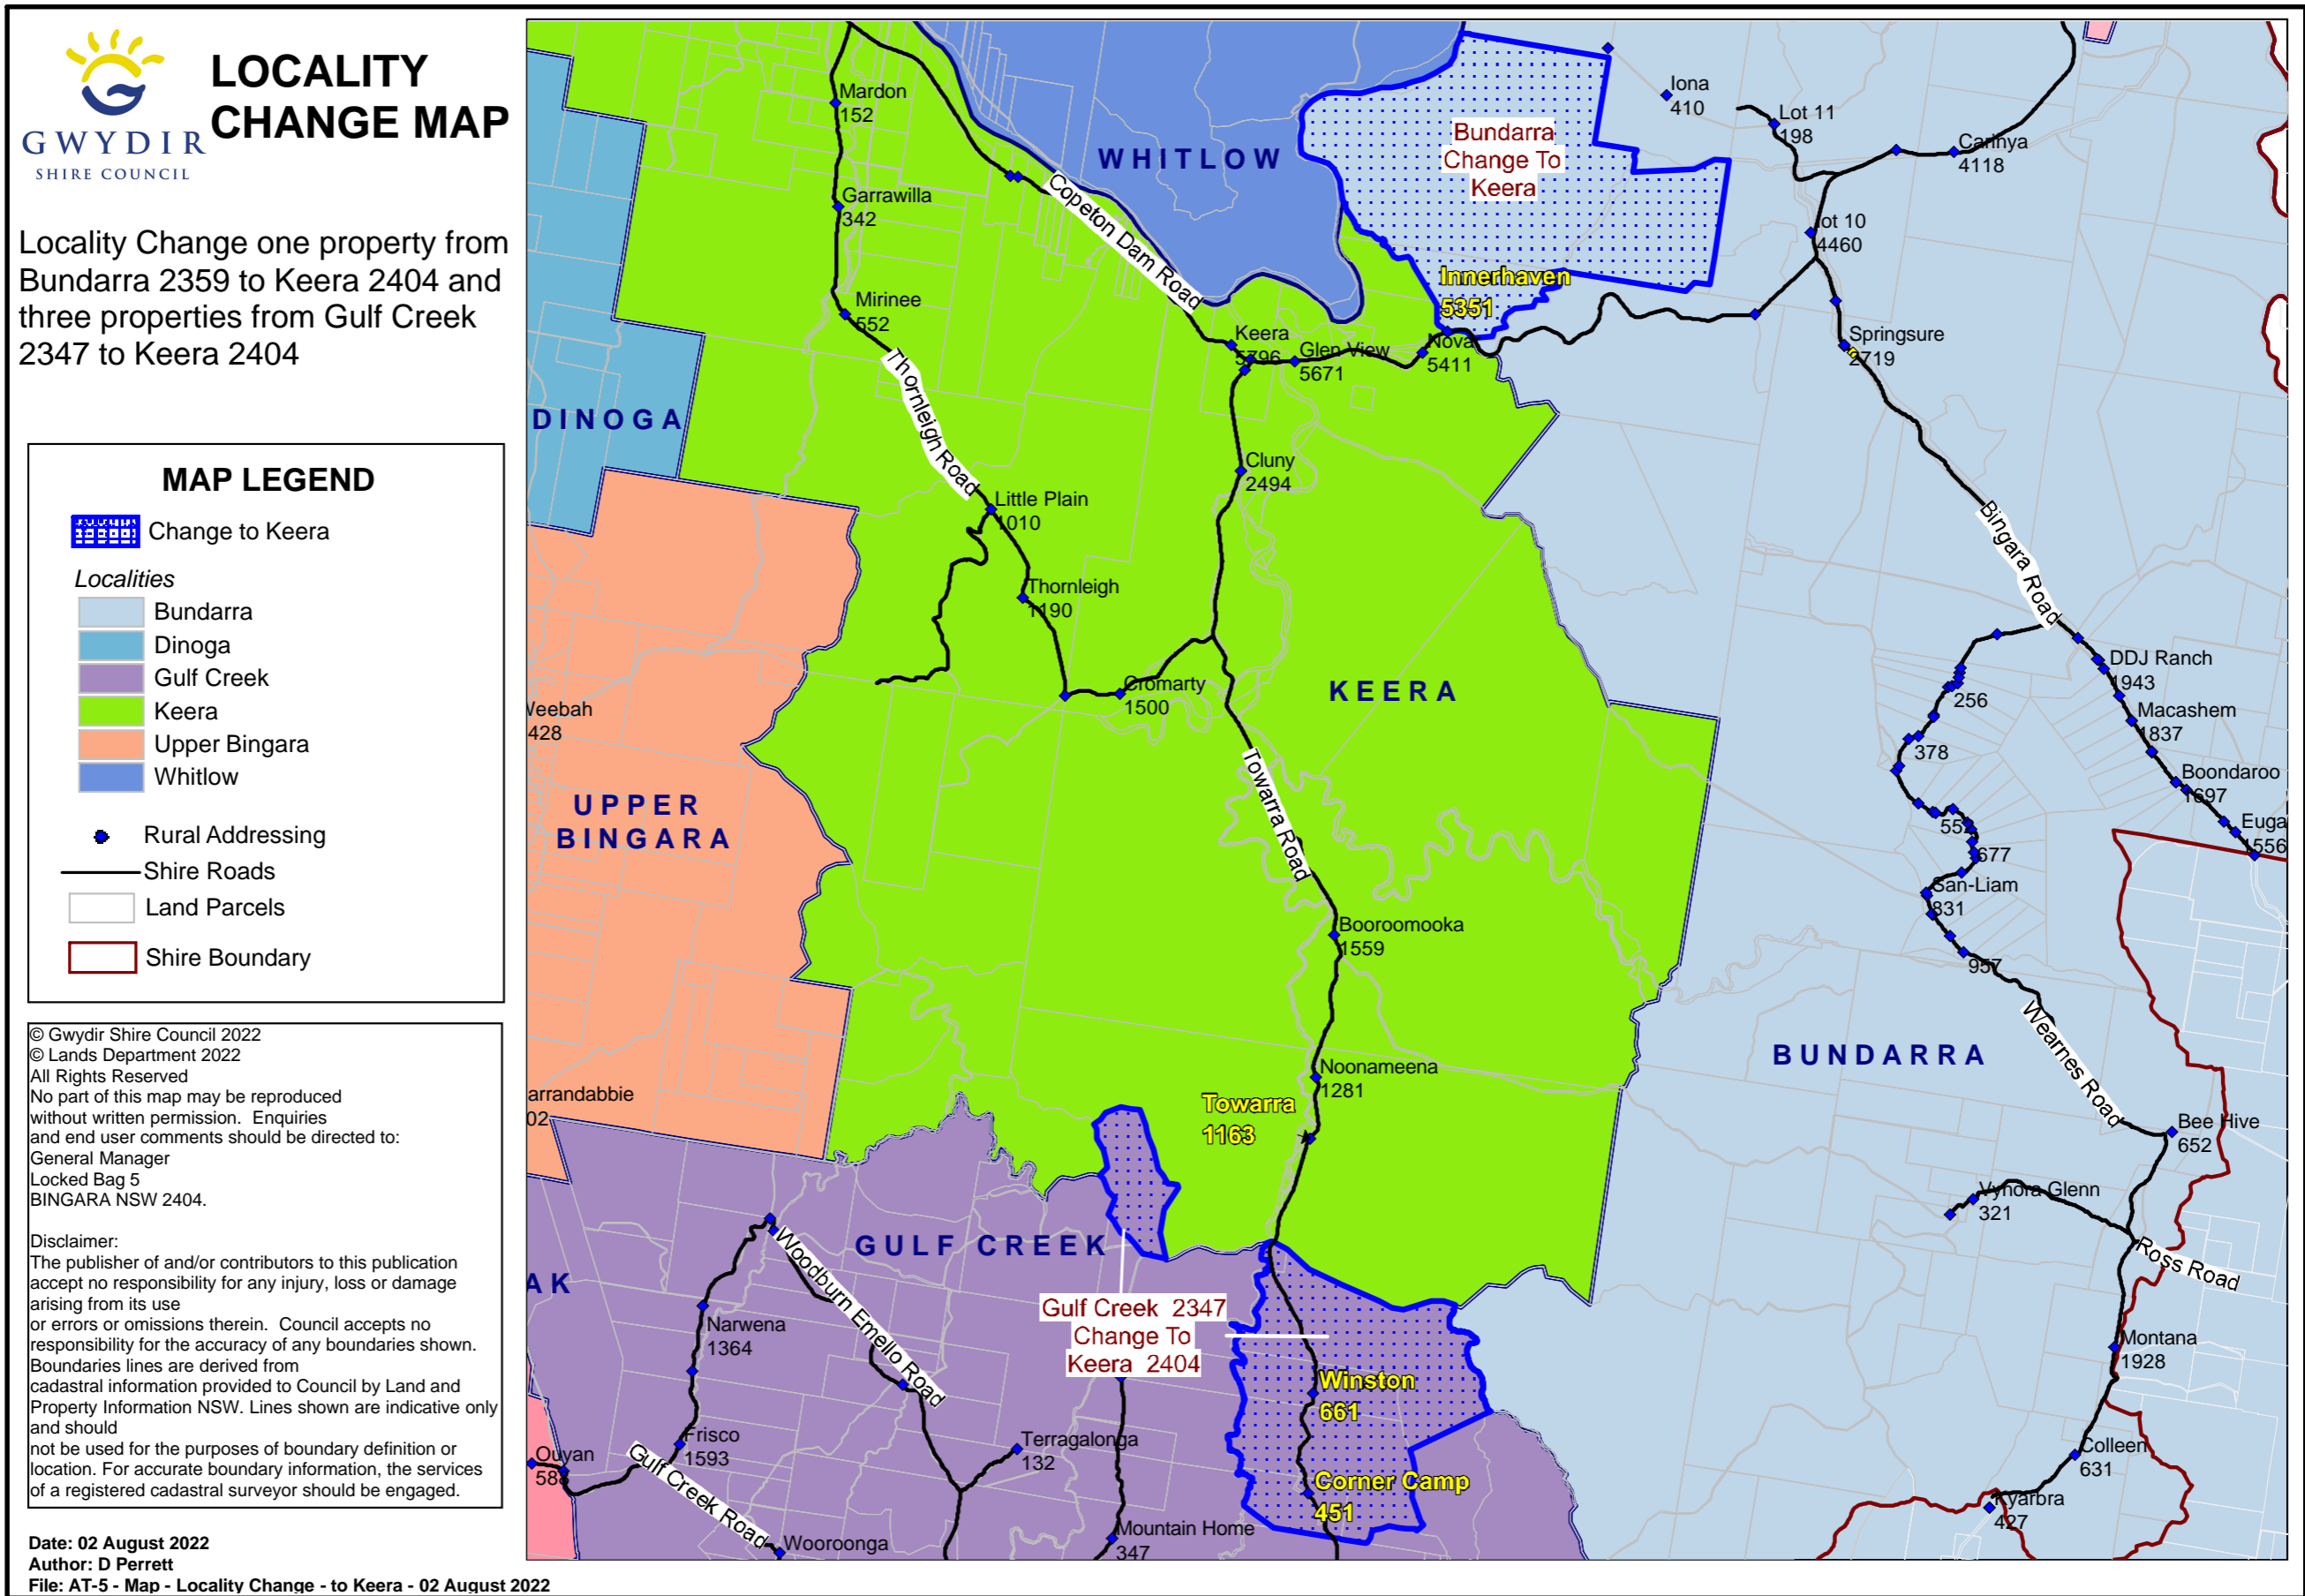 GWYDIR
SHIRE COUNCIL
LOCALITY
CHANGE MAP
Locality Change one property from
Bundarra 2359 to Keera 2404 and
three properties from Gulf Creek
2347 to Keera 2404
MAP LEGEND
Change to Keera
Localities
Bundarra
Dinoga
Gulf Creek
Keera
Upper Bingara
Whitlow
Rural Addressing
Shire Roads
Land Parcels
Shire Boundary
© Gwydir Shire Council 2022
© Lands Department 2022
All Rights Reserved
No part of this map may be reproduced
without written permission. Enquiries
and end user comments should be directed to:
General Manager
Locked Bag 5
BINGARA NSW 2404.
Disclaimer:
The publisher of and/or contributors to this publication
accept no responsibility for any injury, loss or damage
arising from its use
or errors or omissions therein. Council accepts no
responsibility for the accuracy of any boundaries shown.
Boundaries lines are derived from
cadastral information provided to Council by Land and
Property Information NSW. Lines shown are indicative only
and should
not be used for the purposes of boundary definition or
location. For accurate boundary information, the services
of a registered cadastral surveyor should be engaged.
Date: 02 August 2022
Author: D Perrett
File: AT-5 - Map - Locality Change - to Keera - 02 August 2022
Mardon
152
Garrawilla
342
Mirinee
552
WHITLOW
Copeton Dam Road
Bundarra
Change To
Keera
Iona
410
Lot 11
198
Carinya
4118
lot 10
4460
Innerhaven
5351
Springsure
2719
Keera
5796
Glen View
5671
Nova
5411
DINOGA
Thornleigh Road
Cluny
2494
Little Plain
1010
Thornleigh
1190
Bingara Road
Cromarty
1500
KEERA
Veebah
428
256
378
552
677
DDJ Ranch
1943
Macashem
1837
Boondaroo
1697
Euga
1556
San-Liam
831
957
UPPER
BINGARA
Towarra Road
Booroomooka
1559
Noonameena
1281
Towarra
1163
BUNDARRA
Wearnes Road
Bee Hive
652
arrandabbie
02
Vynora Glenn
321
Ross Road
GULF CREEK
AK
Woodburn Emello Road
Gulf Creek 2347
Change To
Keera 2404
Narwena
1364
Winston
661
Montana
1928
Frisco
1593
Terragalonga
132
Ouyan
Gulf Creek Road
Corner Camp
451
Colleen
631
Kyarbra
427
Wooroonga
Mountain Home
347